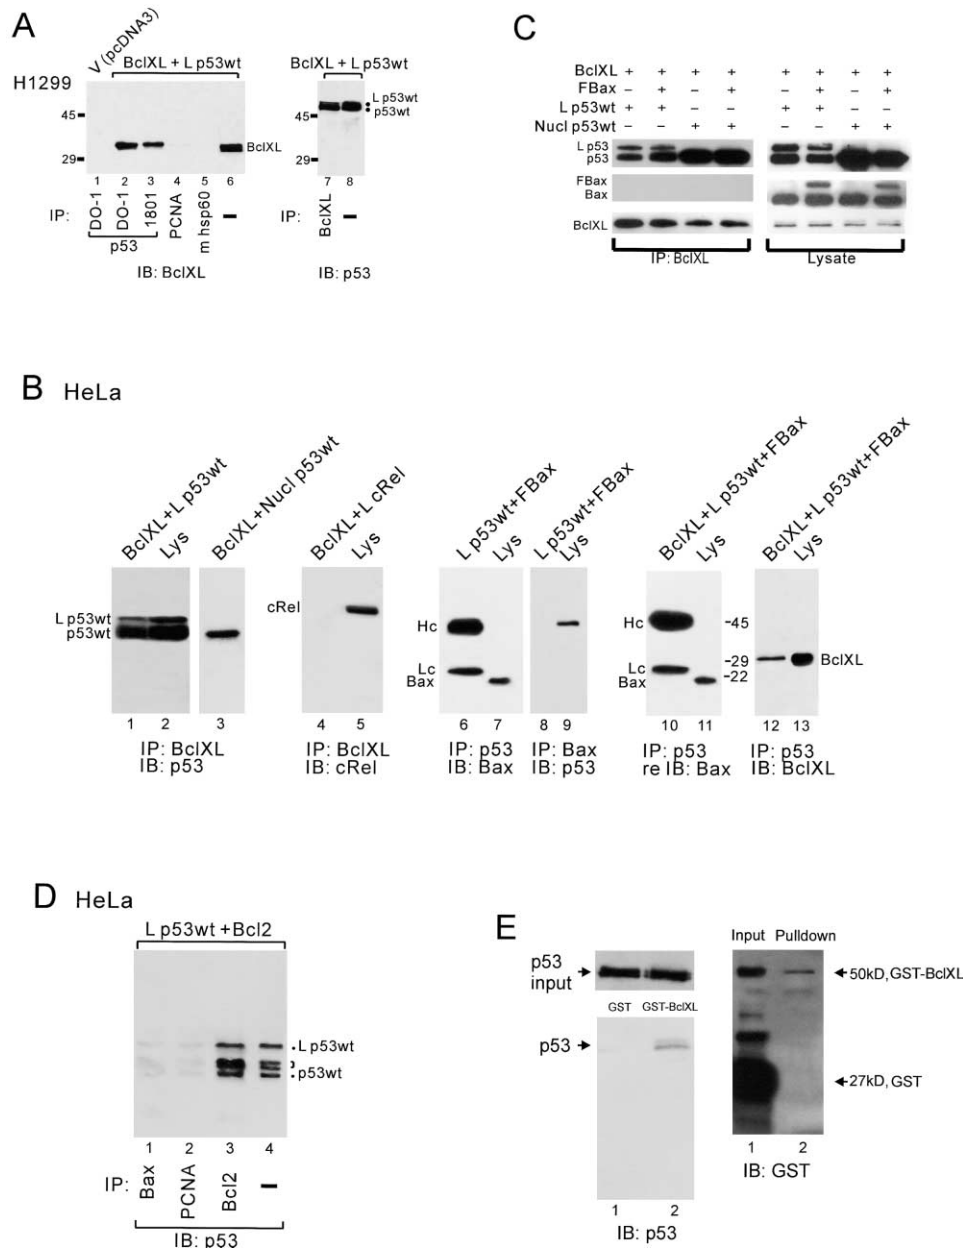 A
V (pcDNA3)
BclXL + L p53wt
H1299
45
29
BclXL
1 2 3 4 5 6
IP: DO-1 DO-1 1801 PCNA m hsp60 –
p53
IB: BclXL
BclXL + L p53wt
L p53wt
p53wt
45
29
7 8
IP: BclXL –
IB: p53
C
BclXL + + + + + + + +
FBax – + – + – + – +
L p53wt + + – – + + – –
Nucl p53wt – – + + – – + +
L p53
p53
FBax
Bax
BclXL
IP: BclXL
Lysate
B HeLa
BclXL+L p53wt
Lys
BclXL+Nucl p53wt
L p53wt
p53wt
1 2 3
IP: BclXL
IB: p53
BclXL+L cRel
Lys
cRel
4 5
IP: BclXL
IB: cRel
L p53wt+FBax
Lys
L p53wt+FBax
Lys
Hc
Lc
Bax
6 7 8 9
IP: p53
IB: Bax
IP: Bax
IB: p53
BclXL+L p53wt+FBax
Lys
BclXL+L p53wt+FBax
Lys
Hc
Lc
Bax
-45
-29
-22
BclXL
10 11 12 13
IP: p53
re IB: Bax
IP: p53
IB: BclXL
D HeLa
L p53wt +Bcl2
L p53wt
p53wt
1 2 3 4
IP: Bax PCNA Bcl2 –
IB: p53
E
p53
input
GST GST-BclXL
p53
1 2
IB: p53
Input Pulldown
50kD, GST-BclXL
27kD, GST
1 2
IB: GST